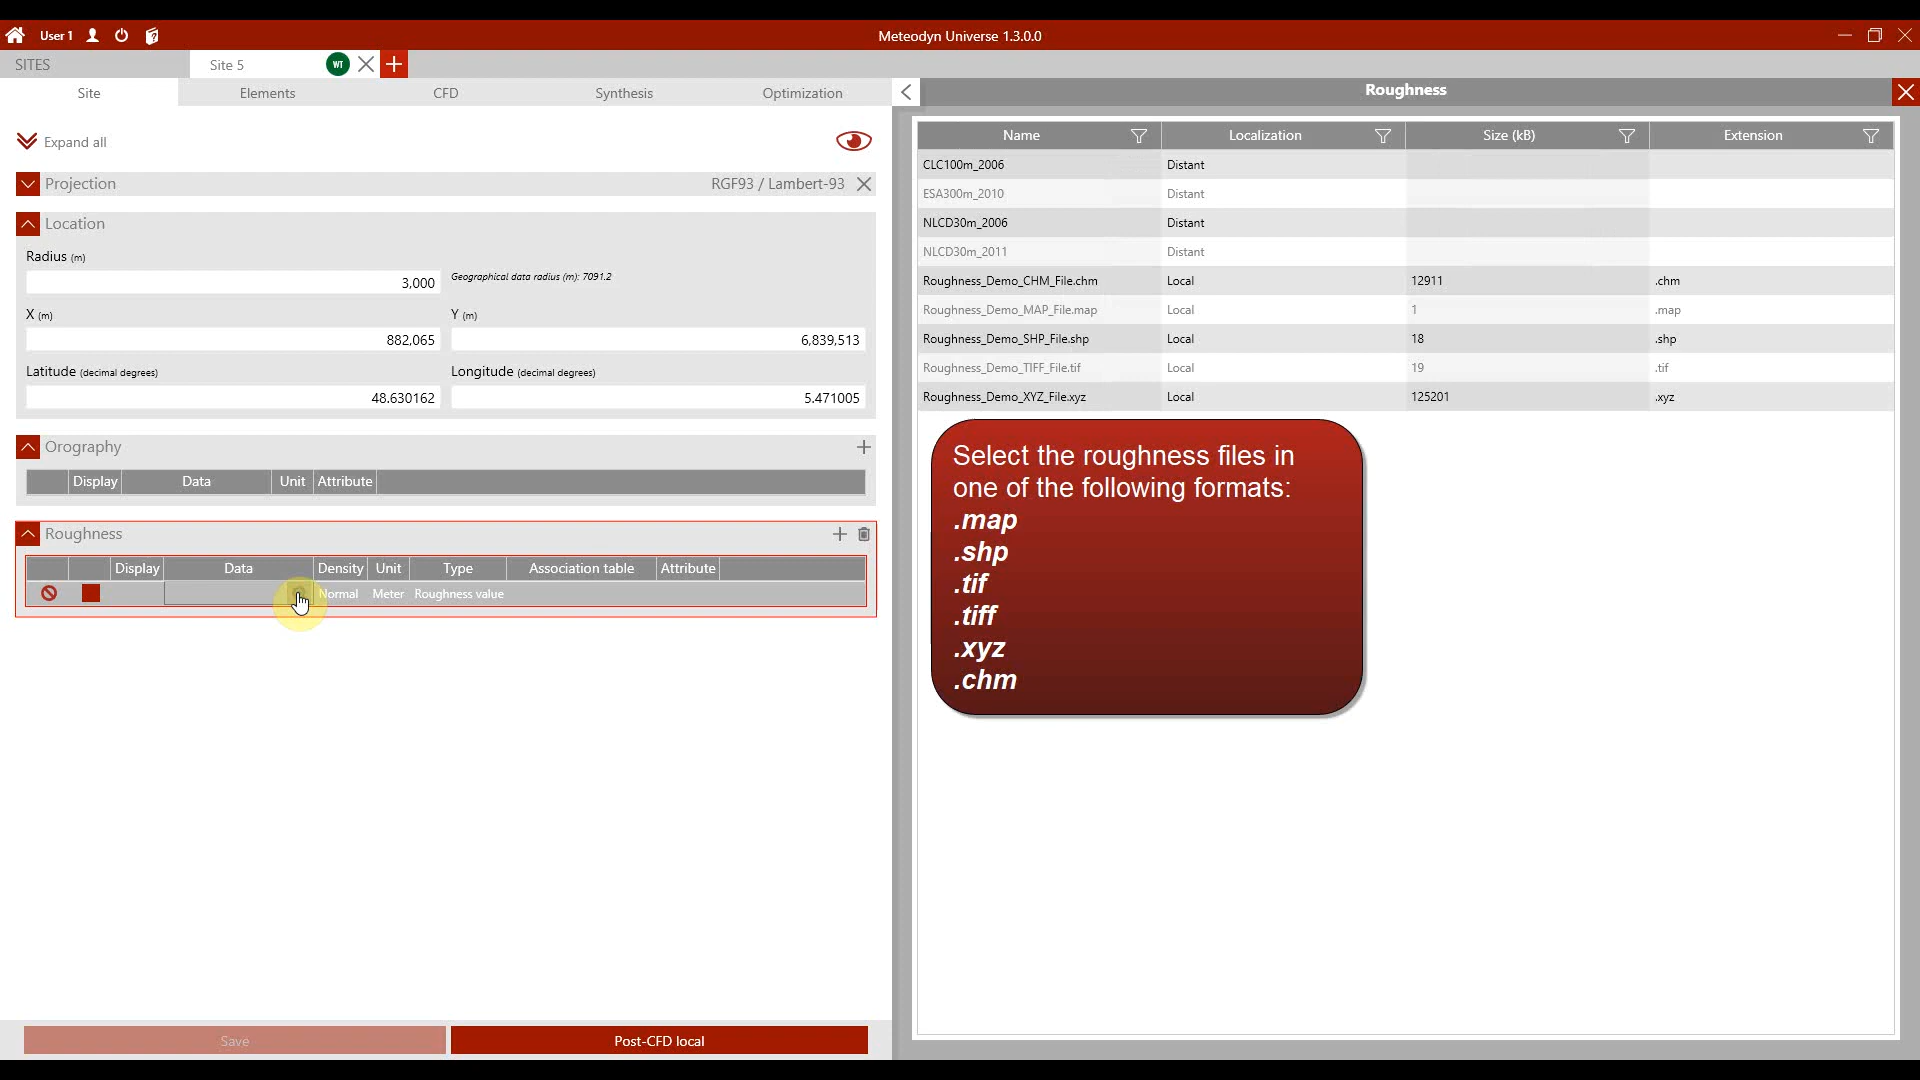 User 1
Meteodyn Universe 1.3.0.0
SITES
Site 5
WT
Site Elements CFD Synthesis Optimization
Expand all
Projection RGF93 / Lambert-93
Location
Radius (m)
3,000 Geographical data radius (m): 7091.2
X (m) Y (m)
882,065 6,839,513
Latitude (decimal degrees) Longitude (decimal degrees)
48.630162 5.471005
Orography
Display Data Unit Attribute
Roughness
Display Data Density Unit Type Association table Attribute
Normal Meter Roughness value
Save
Post-CFD local
Roughness
Name Localization Size (kB) Extension
CLC100m_2006 Distant
ESA300m_2010 Distant
NLCD30m_2006 Distant
NLCD30m_2011 Distant
Roughness_Demo_CHM_File.chm Local 12911 .chm
Roughness_Demo_MAP_File.map Local 1 .map
Roughness_Demo_SHP_File.shp Local 18 .shp
Roughness_Demo_TIFF_File.tif Local 19 .tif
Roughness_Demo_XYZ_File.xyz Local 125201 .xyz
Select the roughness files in
one of the following formats:
.map
.shp
.tif
.tiff
.xyz
.chm